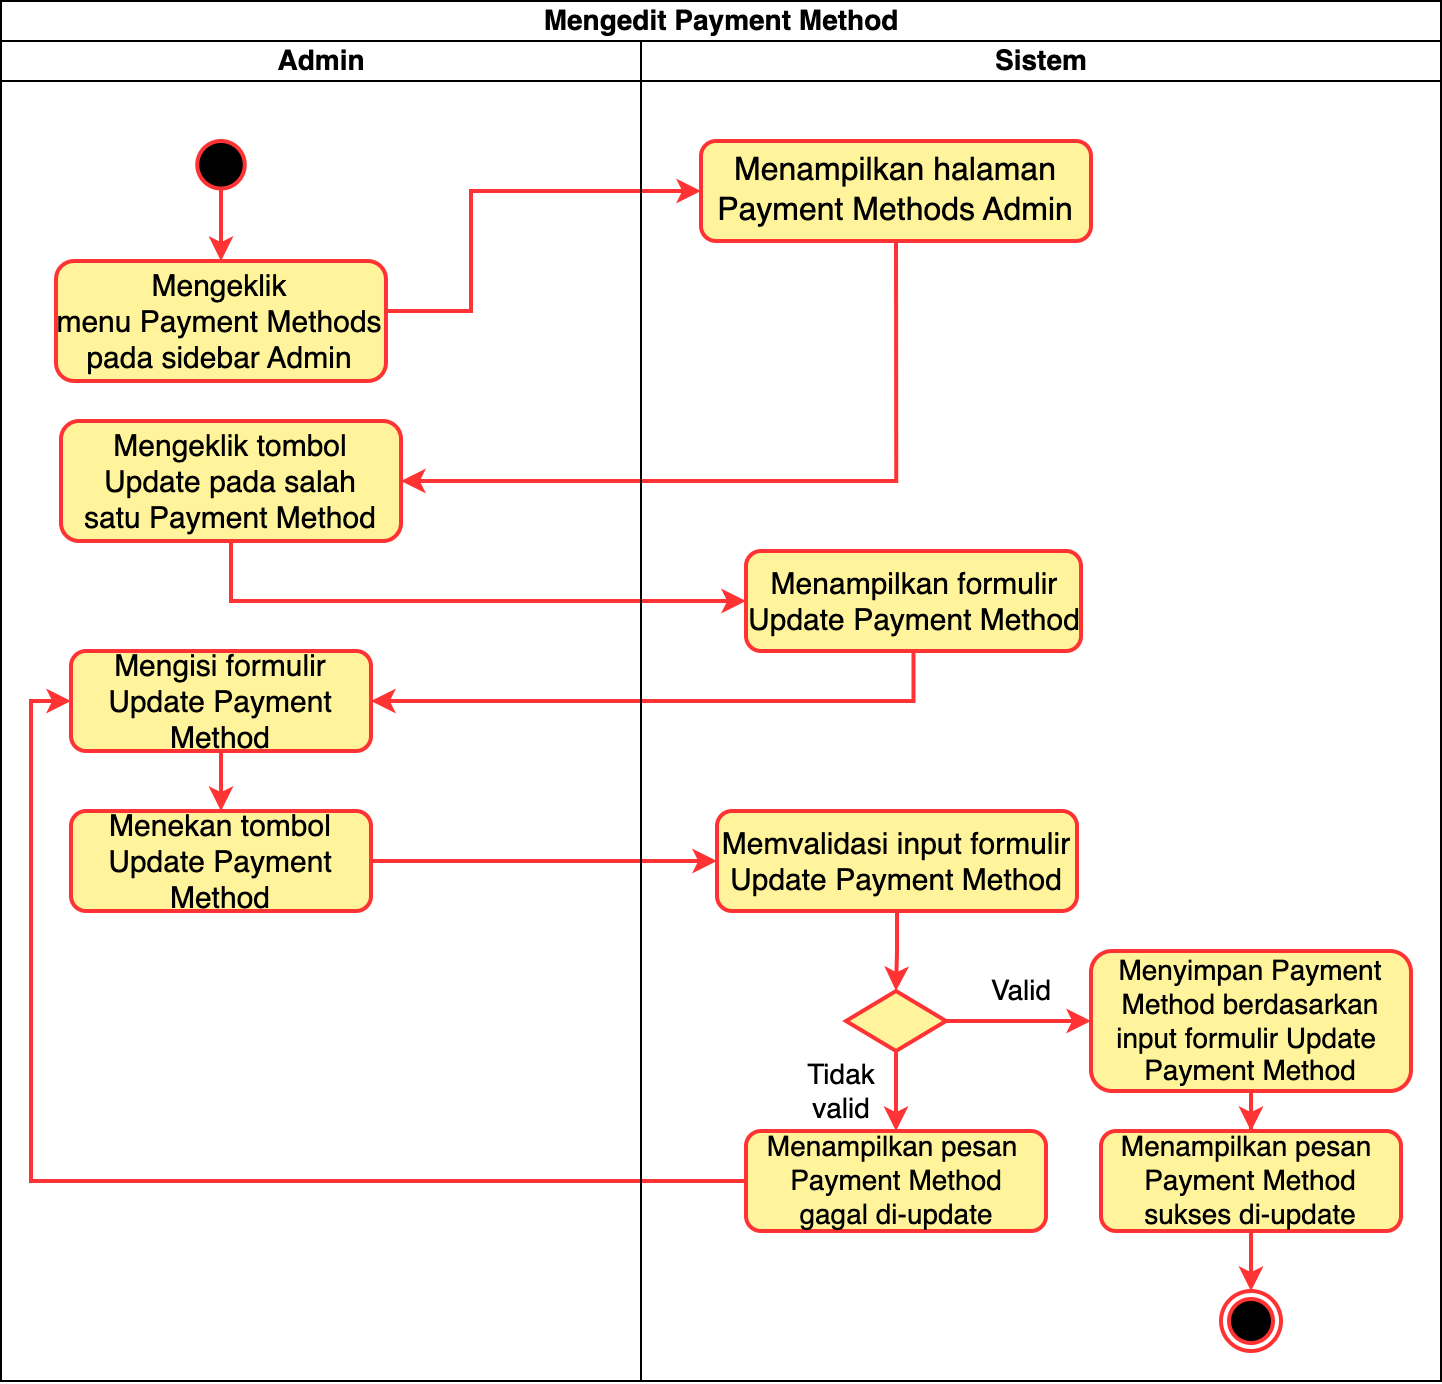 Mengedit Payment Method
Admin
Sistem
Menampilkan halaman
Payment Methods Admin
Mengeklik
menu Payment Methods
pada sidebar Admin
Mengeklik tombol
Update pada salah
satu Payment Method
Menampilkan formulir
Update Payment Method
Mengisi formulir
Update Payment
Method
Menekan tombol
Update Payment
Method
Memvalidasi input formulir
Update Payment Method
Valid
Menyimpan Payment
Method berdasarkan
input formulir Update
Payment Method
Tidak
valid
Menampilkan pesan
Payment Method
gagal di-update
Menampilkan pesan
Payment Method
sukses di-update